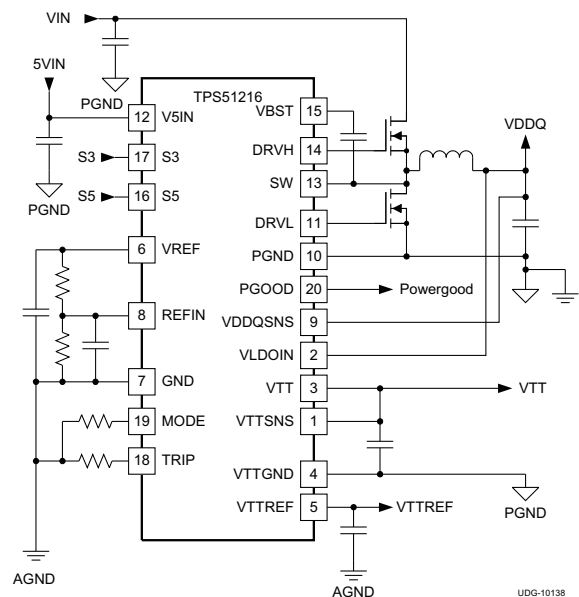 VIN
5VIN
PGND
TPS51216
12 V5IN
VBST 15
VDDQ
S3 17 S3
DRVH 14
S5 16 S5
SW 13
PGND
DRVL 11
6 VREF
PGND 10
PGOOD 20 Powergood
8 REFIN
VDDQSNS 9
VLDOIN 2
7 GND
VTT 3 VTT
19 MODE
VTTSNS 1
18 TRIP
VTTGND 4
VTTREF 5 VTTREF
PGND
AGND
AGND
UDG-10138